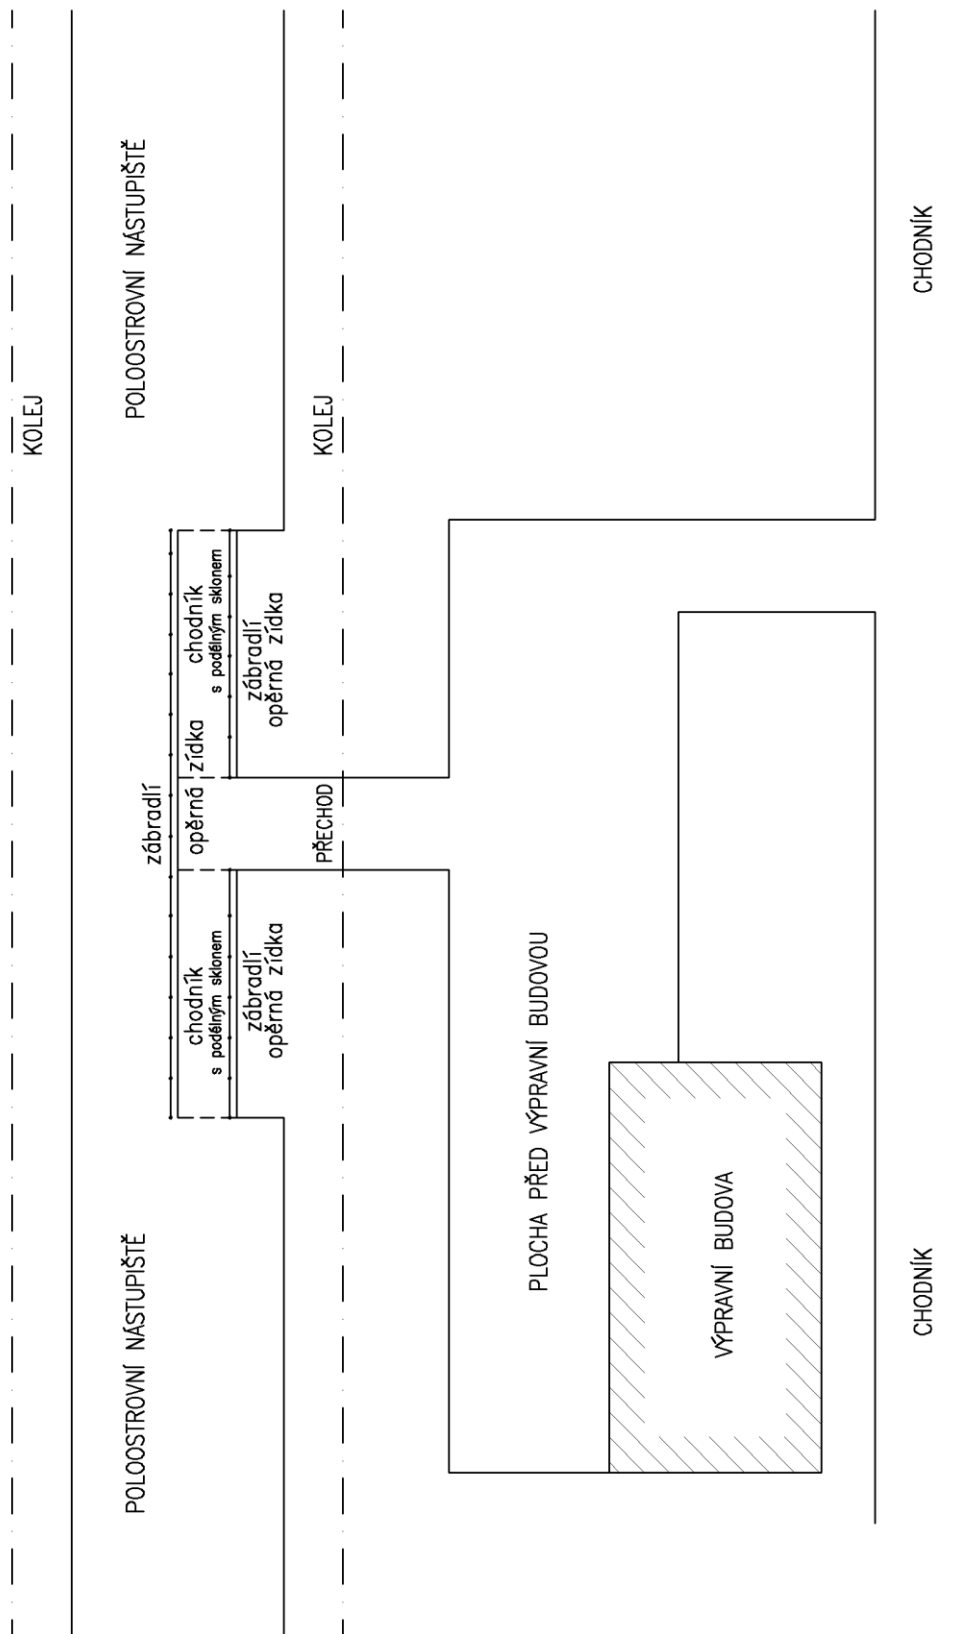 KOLEJ
POLOOSTROVNÍ NÁSTUPIŠTĚ
POLOOSTROVNÍ NÁSTUPIŠTĚ
zábradlí
chodník
s podélným sklonem
opěrná zídka
chodník
s podélným sklonem
zábradlí
opěrná zídka
zábradlí
opěrná zídka
PŘECHOD
KOLEJ
PLOCHA PŘED VÝPRAVNÍ BUDOVOU
VÝPRAVNÍ BUDOVA
CHODNÍK
CHODNÍK